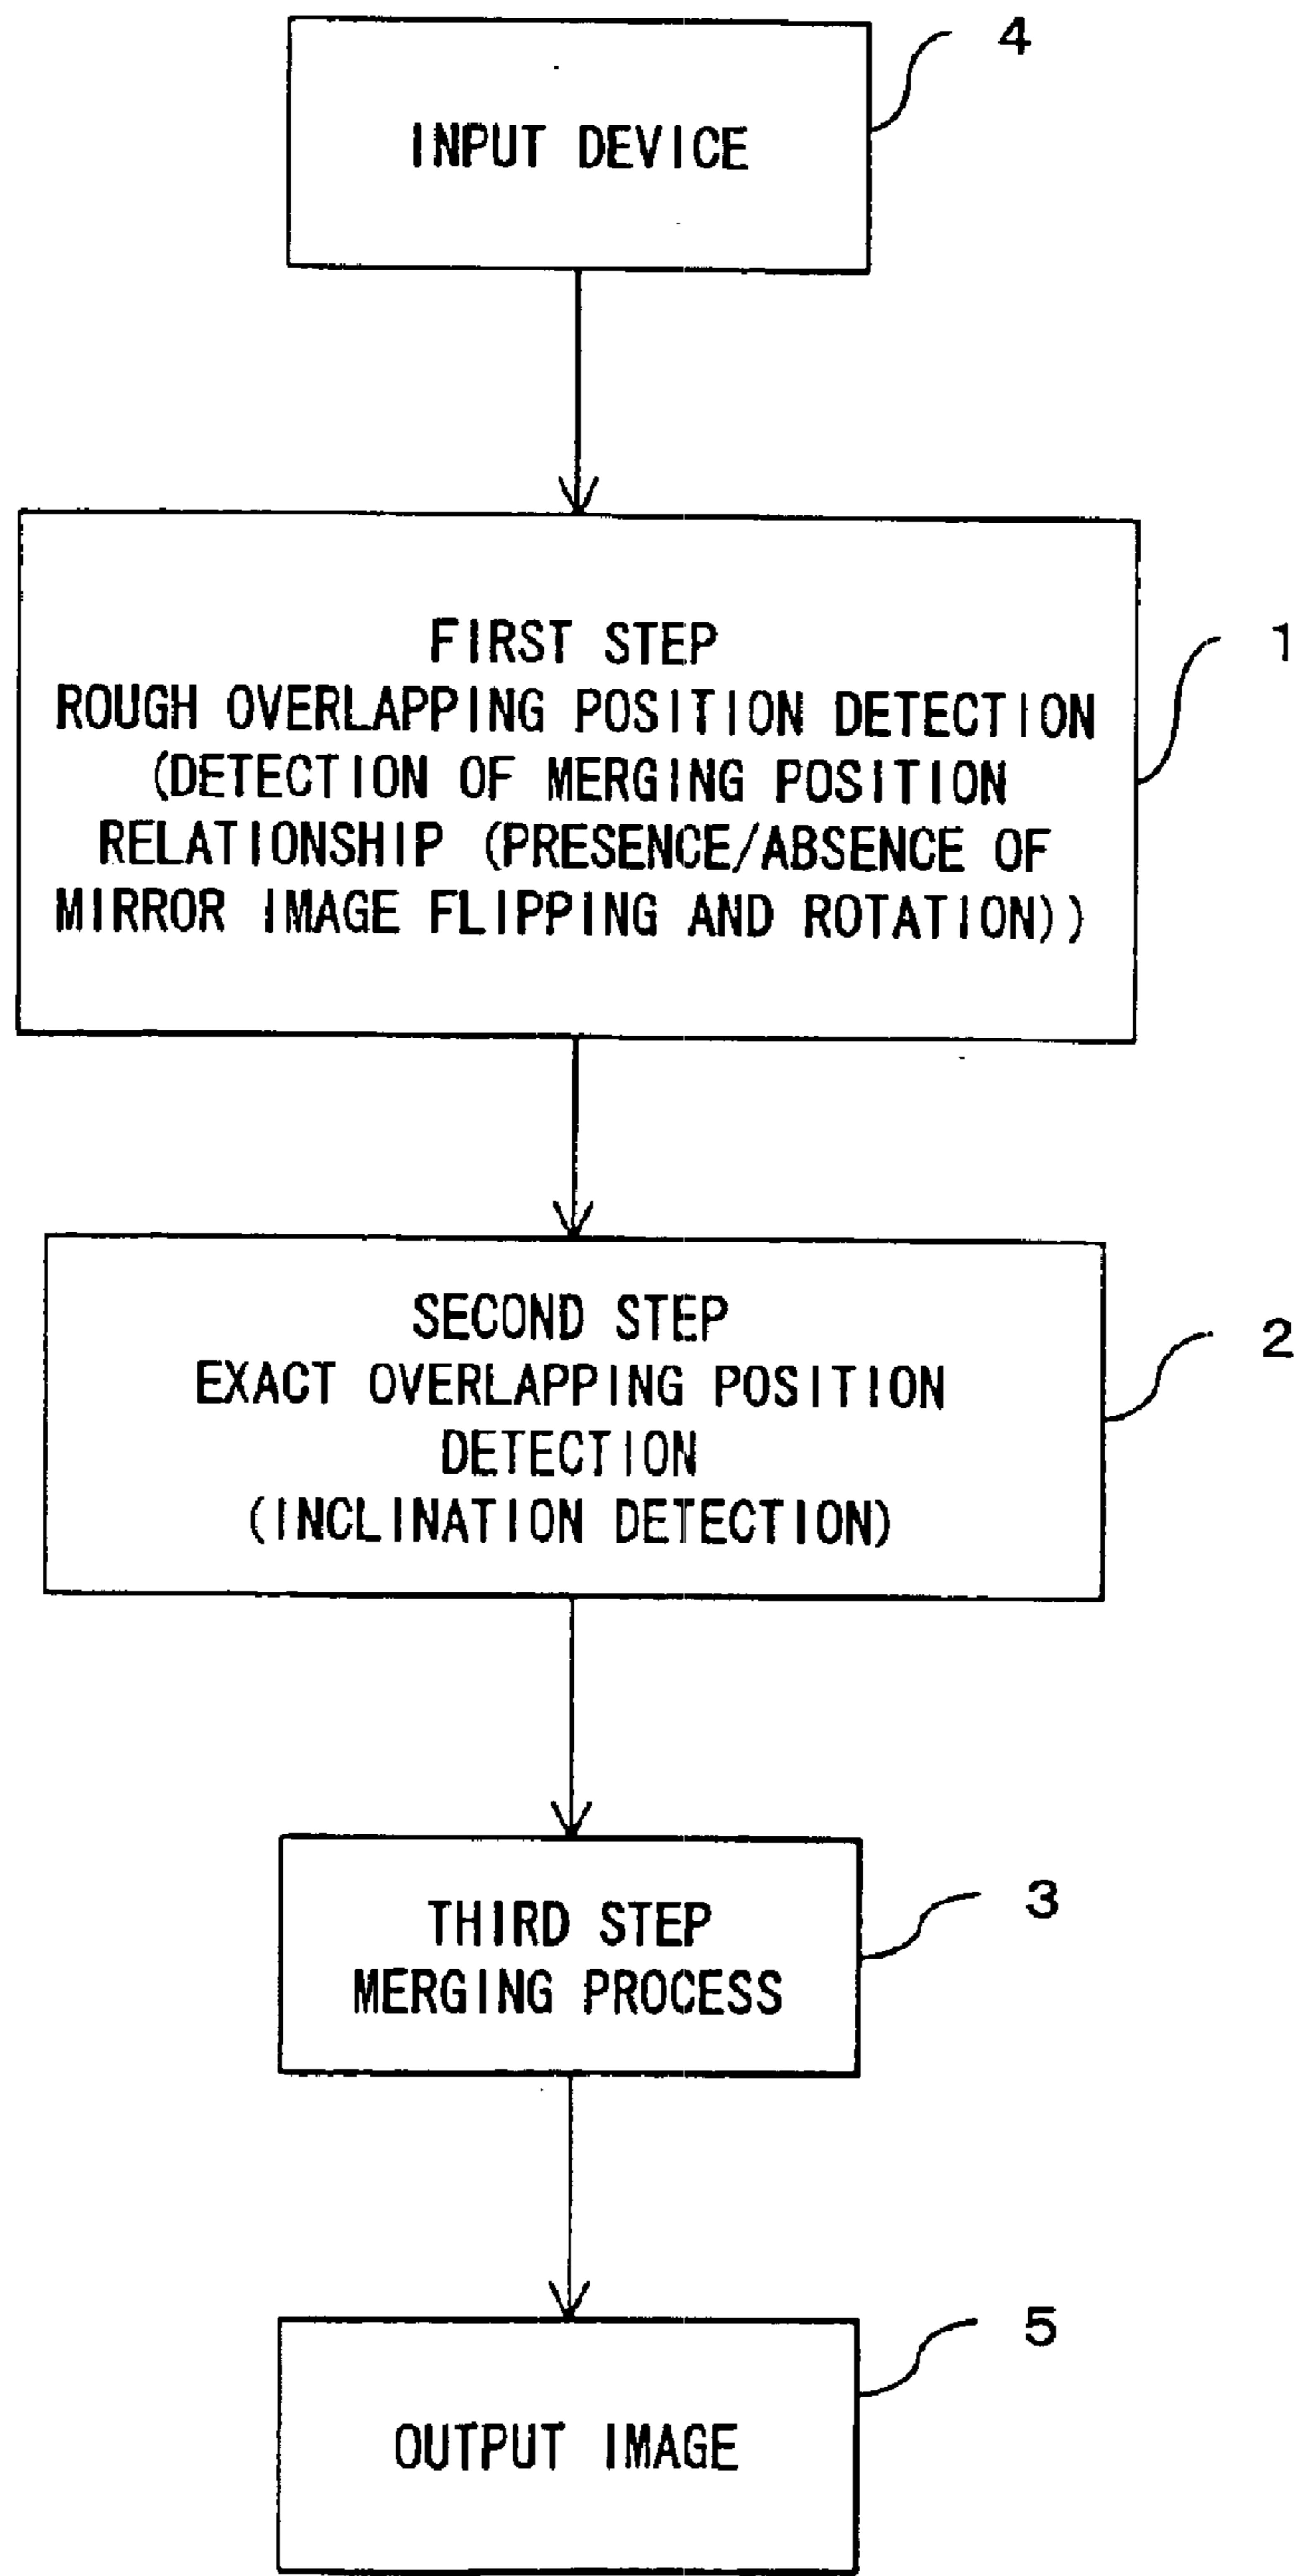 4
INPUT DEVICE
1
FIRST STEP
ROUGH OVERLAPPING POSITION DETECTION
(DETECTION OF MERGING POSITION
RELATIONSHIP (PRESENCE/ABSENCE OF
MIRROR IMAGE FLIPPING AND ROTATION))
2
SECOND STEP
EXACT OVERLAPPING POSITION
DETECTION
(INCLINATION DETECTION)
3
THIRD STEP
MERGING PROCESS
5
OUTPUT IMAGE